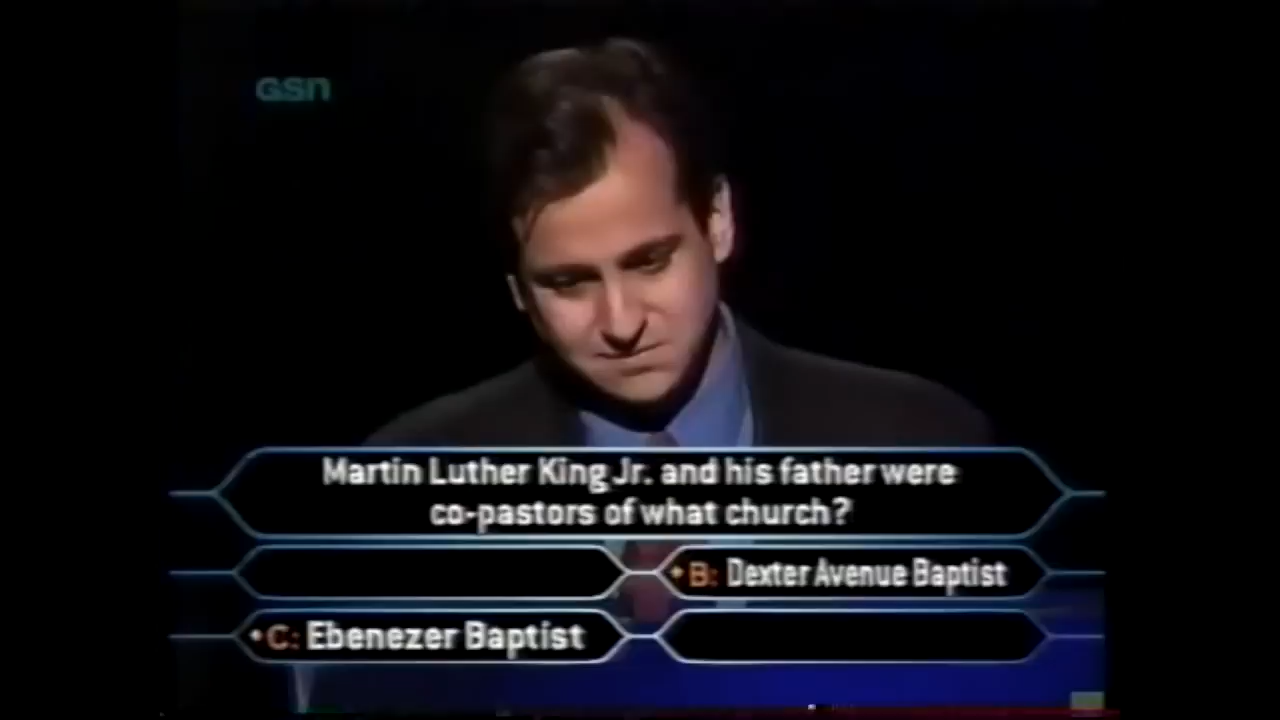 GSN
Martin Luther King Jr. and his father were
co-pastors of what church?
B: Dexter Avenue Baptist
C: Ebenezer Baptist